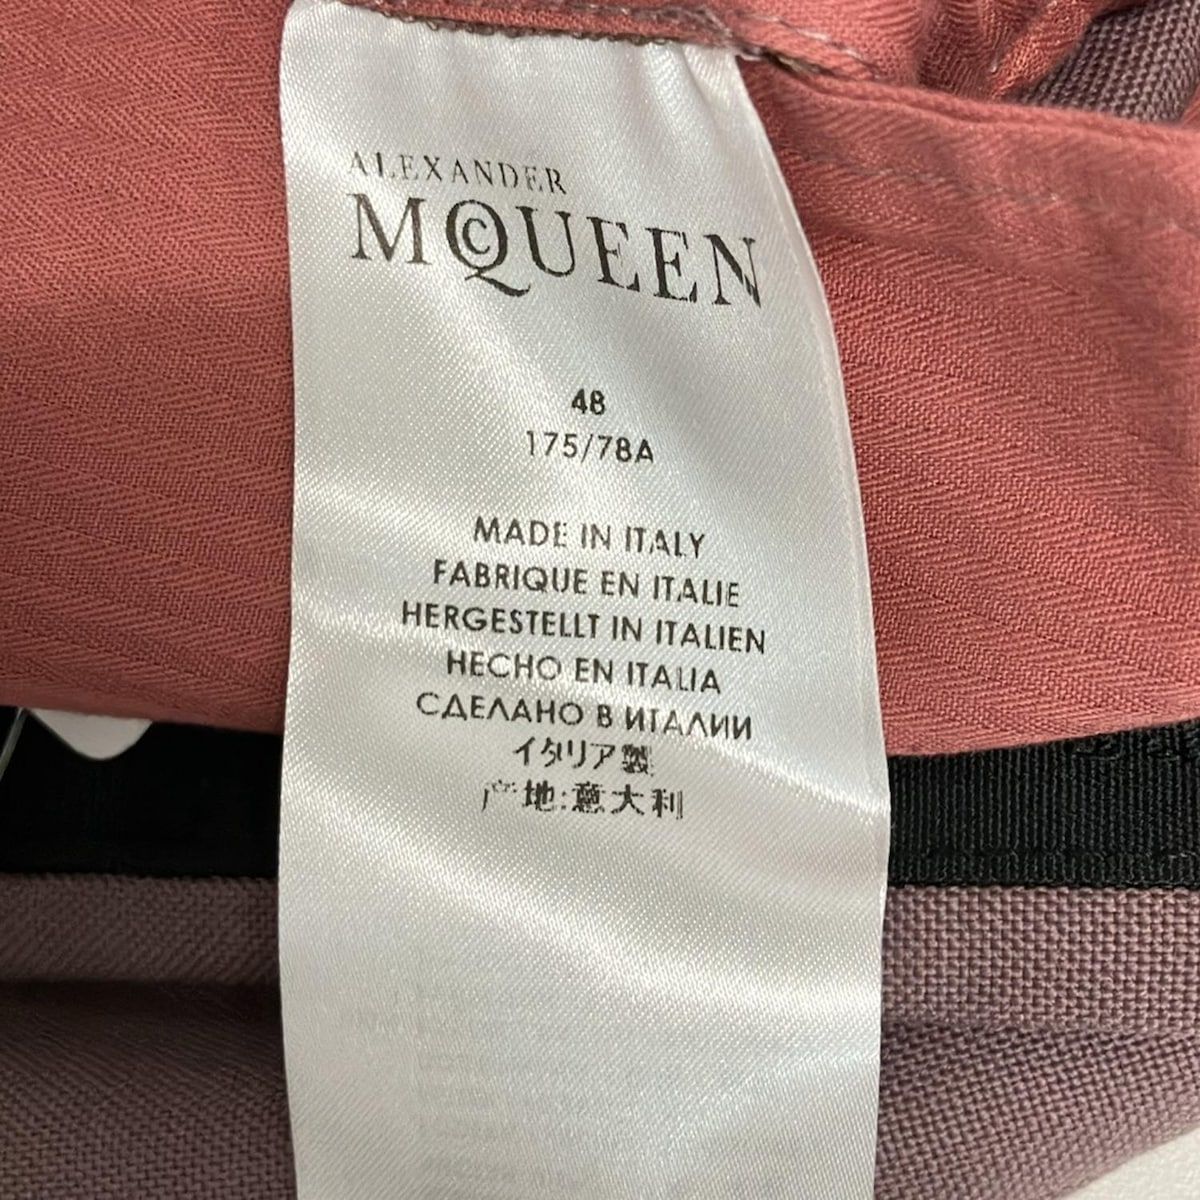 ALEXANDER
MCQUEEN
48
175/78A
MADE IN ITALY
FABRIQUE EN ITALIE
HERGESTELLT IN ITALIEN
HECHO EN ITALIA
СДЕЛАНО В ИТАЛИИ
イタリア製
产地:意大利